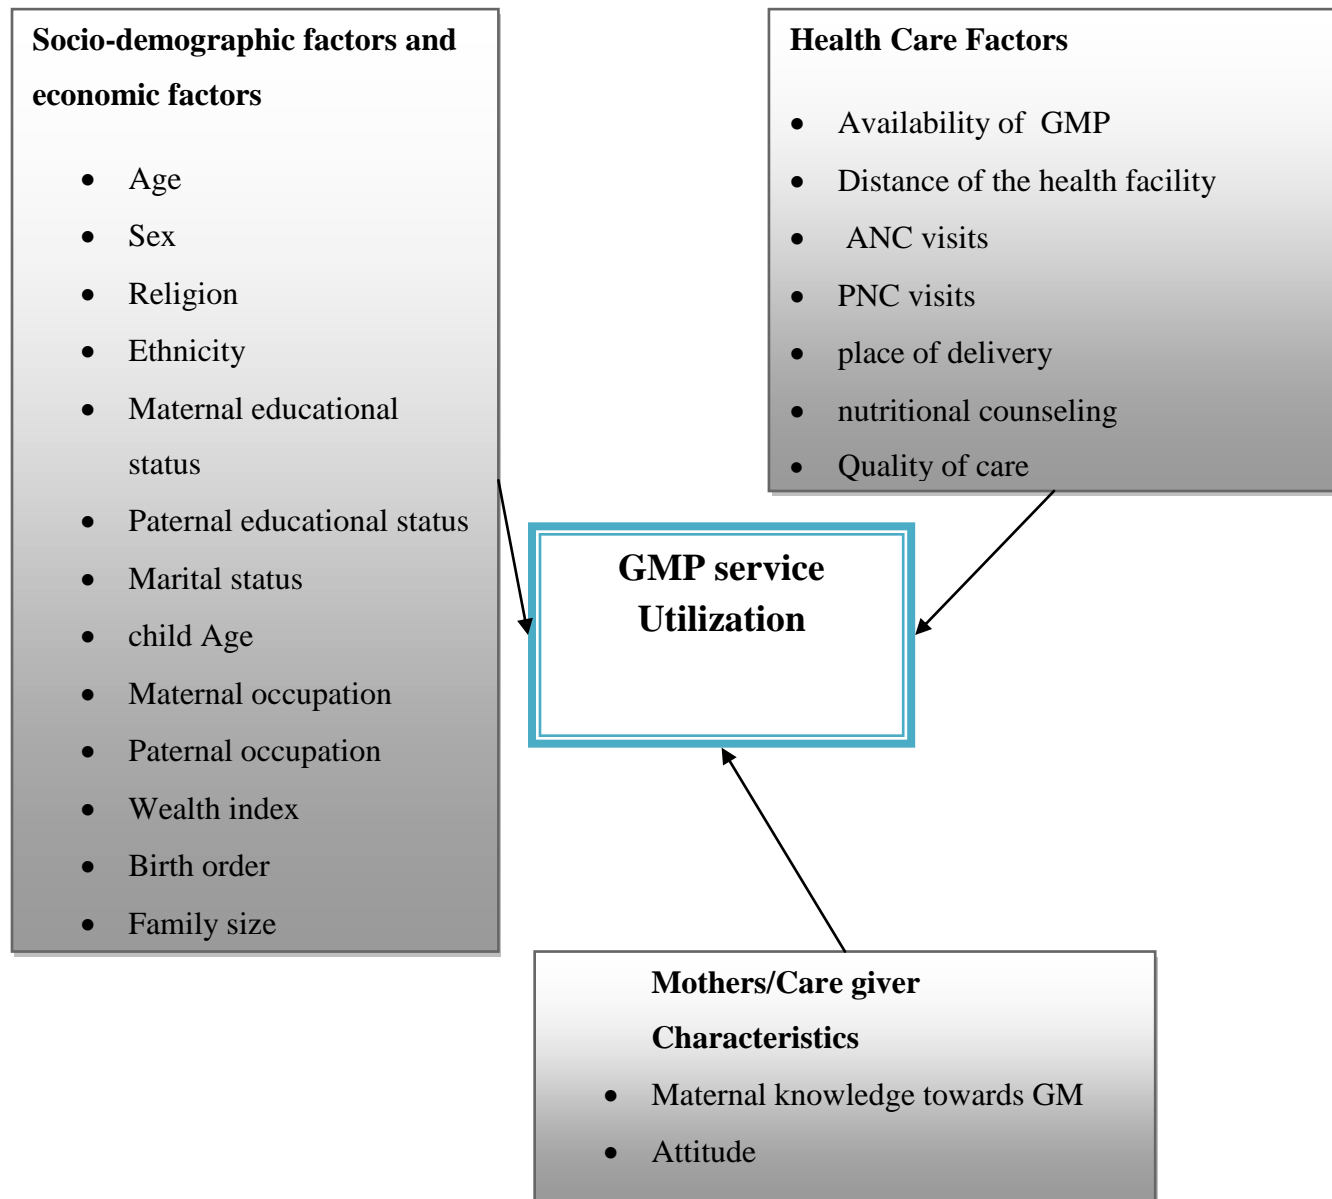 Socio-demographic factors and
economic factors
• Age
• Sex
• Religion
• Ethnicity
• Maternal educational
status
• Paternal educational status
• Marital status
• child Age
• Maternal occupation
• Paternal occupation
• Wealth index
• Birth order
• Family size
Health Care Factors
• Availability of GMP
• Distance of the health facility
• ANC visits
• PNC visits
• place of delivery
• nutritional counseling
• Quality of care
GMP service
Utilization
Mothers/Care giver
Characteristics
• Maternal knowledge towards GM
• Attitude